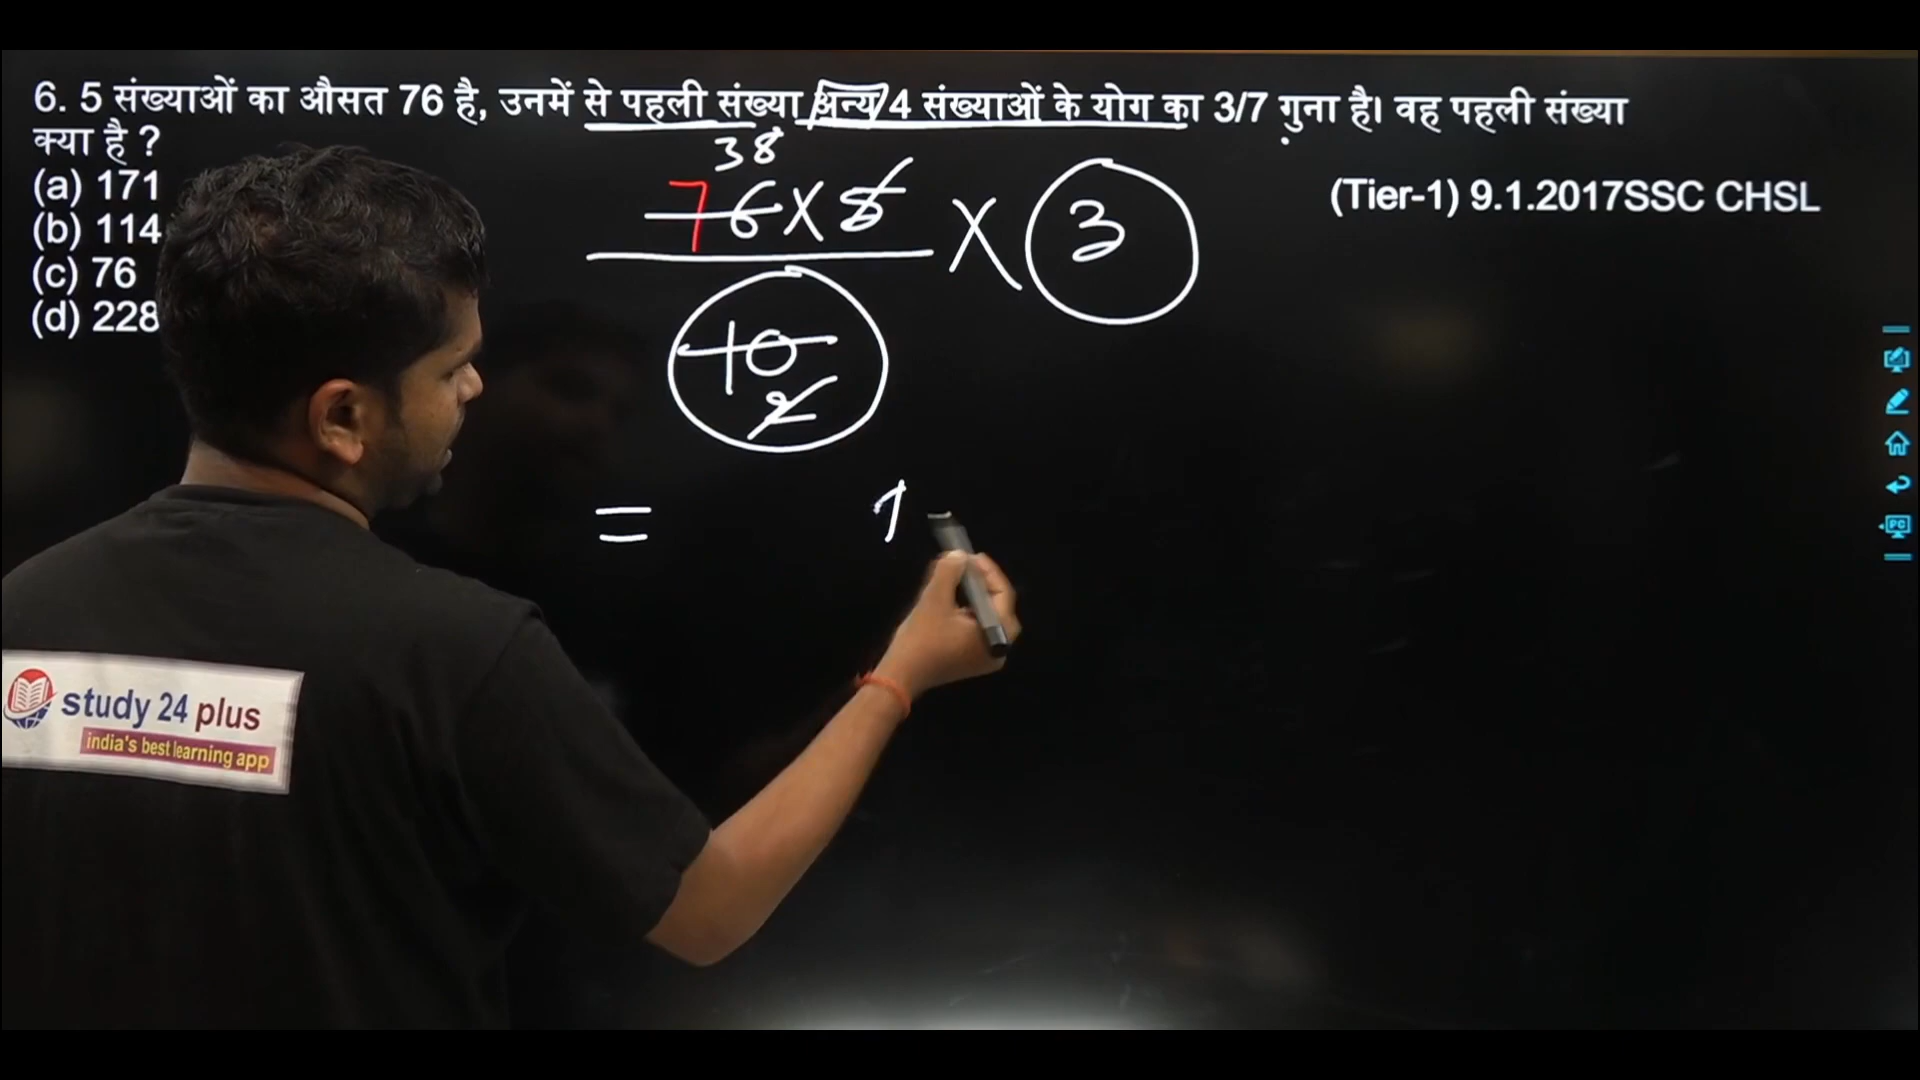 6. 5 संख्याओं का औसत 76 है, उनमें से पहली संख्या अन्य 4 संख्याओं के योग का 3/7 गुना है। वह पहली संख्या
क्या है ?
(a) 171
(b) 114
(c) 76
(d) 228
(Tier-1) 9.1.2017SSC CHSL
38
76 x 5 x 3
10
2
= 1
study 24 plus
india's best learning app
PC